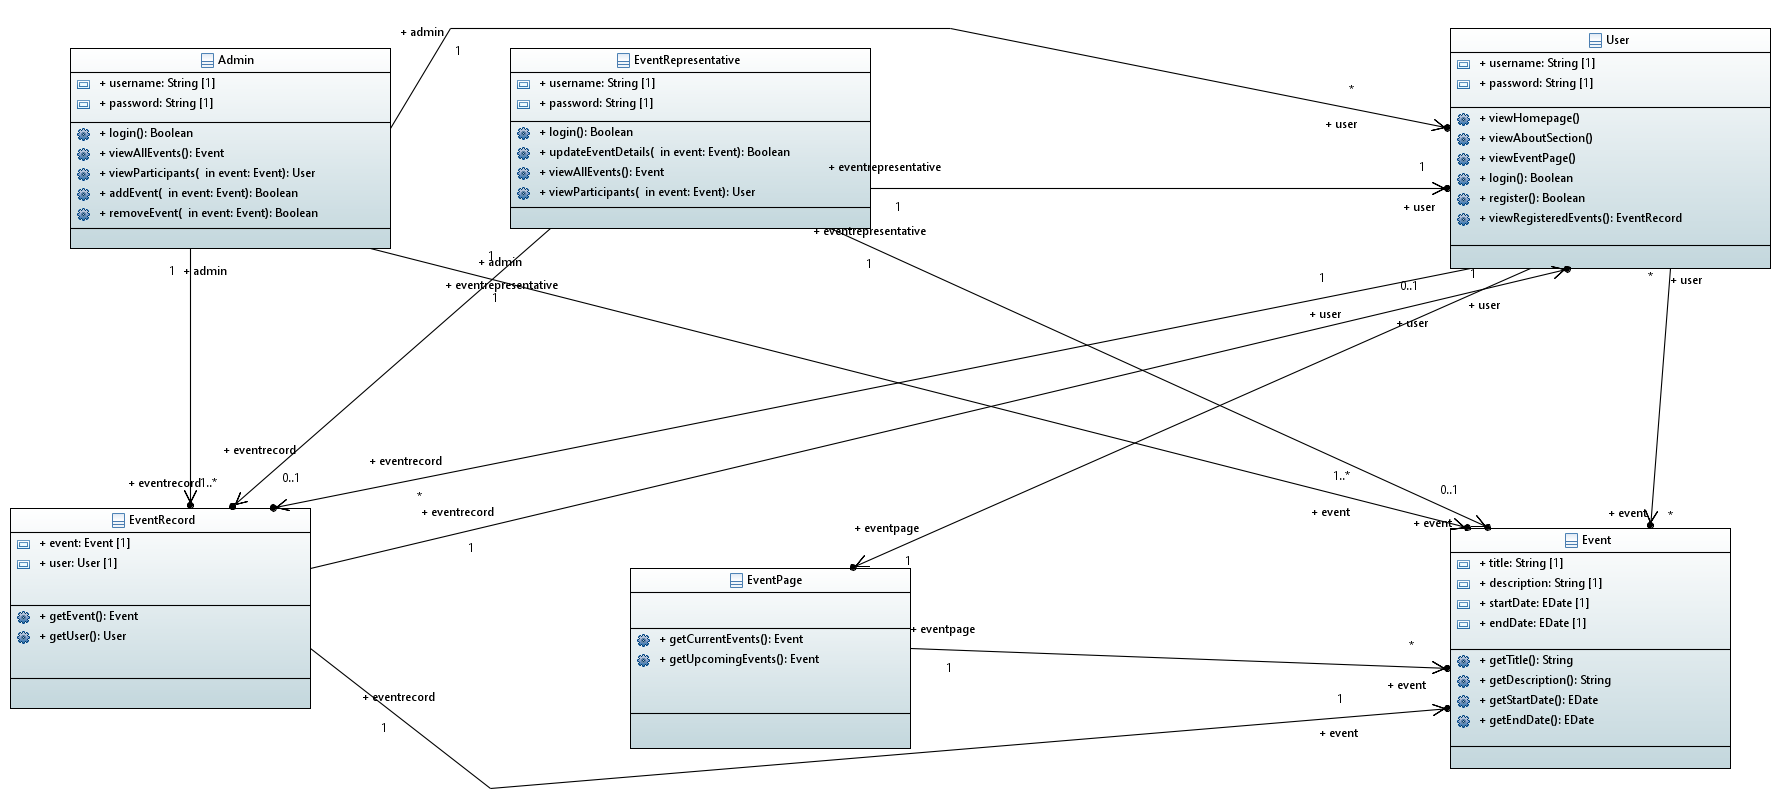 Admin
+ username: String [1]
+ password: String [1]
+ login(): Boolean
+ viewAllEvents(): Event
+ viewParticipants(  in event: Event): User
+ addEvent(  in event: Event): Boolean
+ removeEvent(  in event: Event): Boolean
EventRepresentative
+ username: String [1]
+ password: String [1]
+ login(): Boolean
+ updateEventDetails(  in event: Event): Boolean
+ viewAllEvents(): Event
+ viewParticipants(  in event: Event): User
User
+ username: String [1]
+ password: String [1]
+ viewHomepage()
+ viewAboutSection()
+ viewEventPage()
+ login(): Boolean
+ register(): Boolean
+ viewRegisteredEvents(): EventRecord
+ admin
1
*
+ user
+ eventrepresentative
1
1
+ user
+ eventrepresentative
1
1
+ admin
1
+ admin
+ eventrepresentative
1
1
+ user
0..1
+ user
1
+ user
*
+ user
+ eventrecord
0..1
+ eventrecord
1..*
+ eventrecord
*
+ eventrecord
1
+ eventpage
1
1..*
+ event
0..1
+ event
+ event
*
EventRecord
+ event: Event [1]
+ user: User [1]
+ getEvent(): Event
+ getUser(): User
EventPage
+ getCurrentEvents(): Event
+ getUpcomingEvents(): Event
Event
+ title: String [1]
+ description: String [1]
+ startDate: EDate [1]
+ endDate: EDate [1]
+ getTitle(): String
+ getDescription(): String
+ getStartDate(): EDate
+ getEndDate(): EDate
+ eventpage
1
*
+ event
+ eventrecord
1
1
+ event